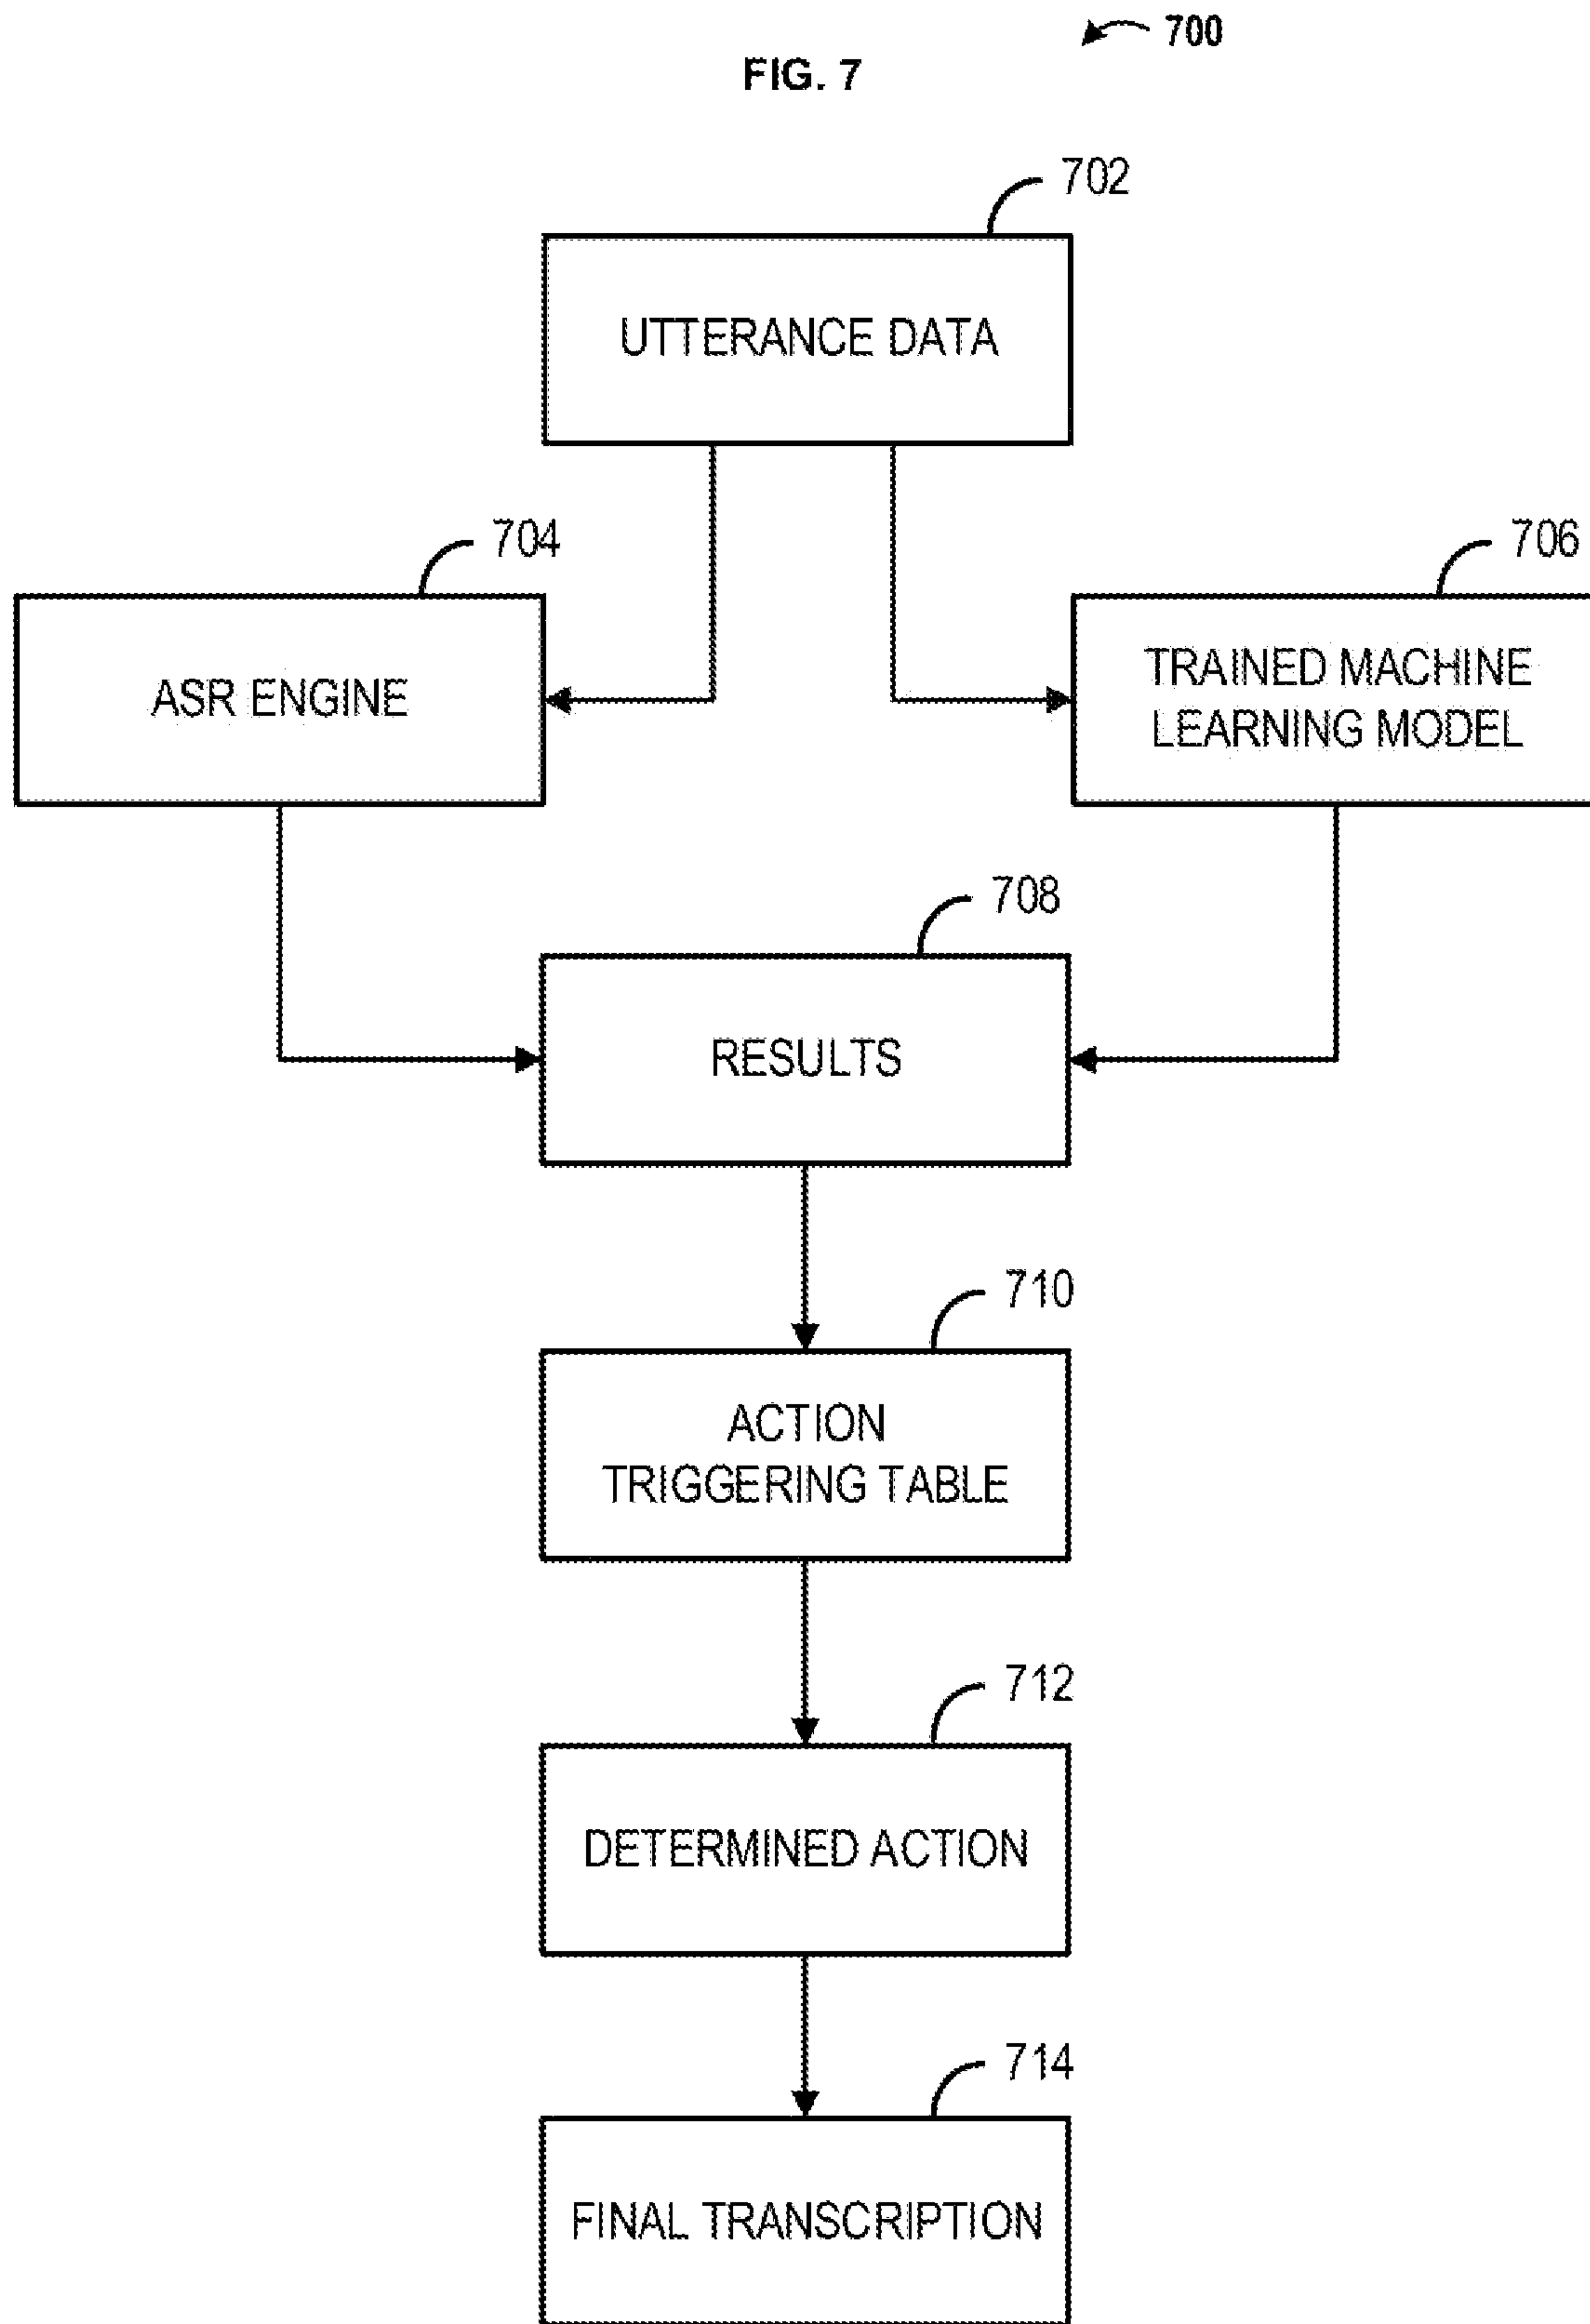 700
FIG. 7
702
UTTERANCE DATA
704
706
ASR ENGINE
TRAINED MACHINE
LEARNING MODEL
708
RESULTS
710
ACTION
TRIGGERING TABLE
712
DETERMINED ACTION
714
FINAL TRANSCRIPTION